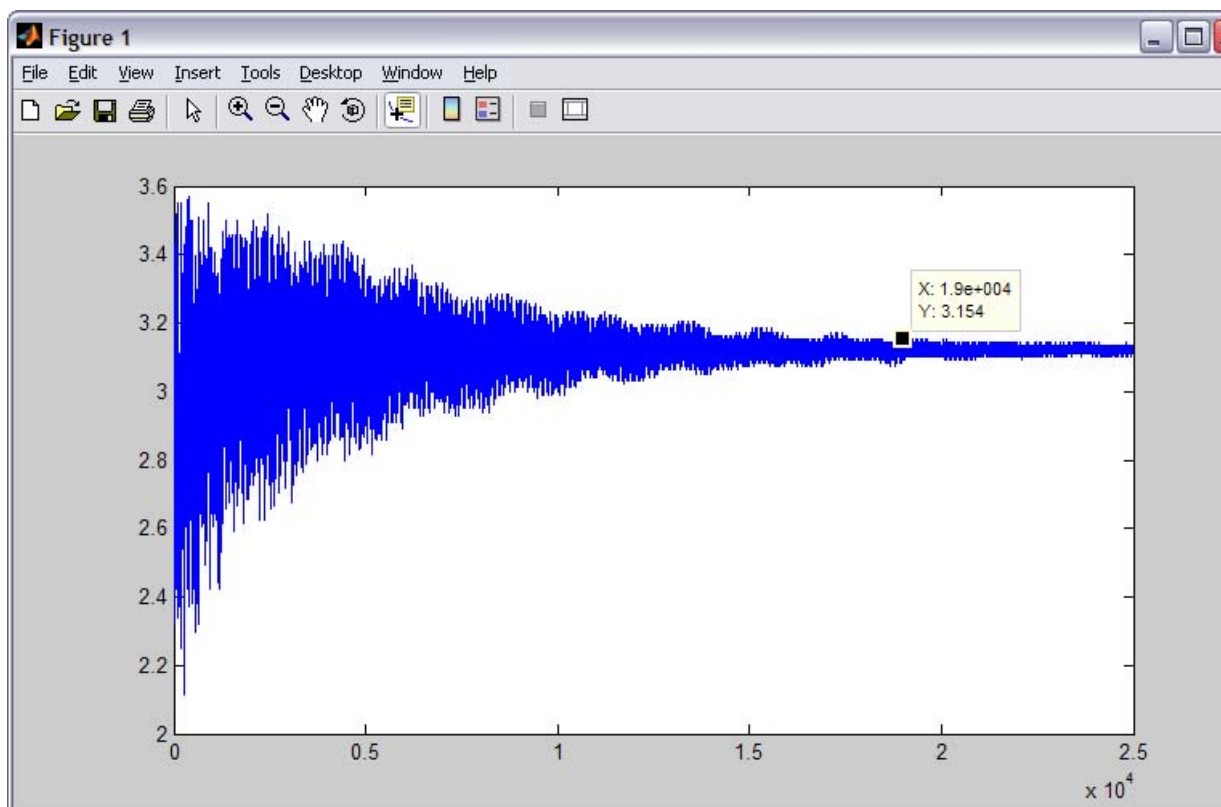 Figure 1
File Edit View Insert Tools Desktop Window Help
3.6
3.4
3.2
3
2.8
2.6
2.4
2.2
2
X: 1.9e+004
Y: 3.154
0 0.5 1 1.5 2 2.5
x 10^4